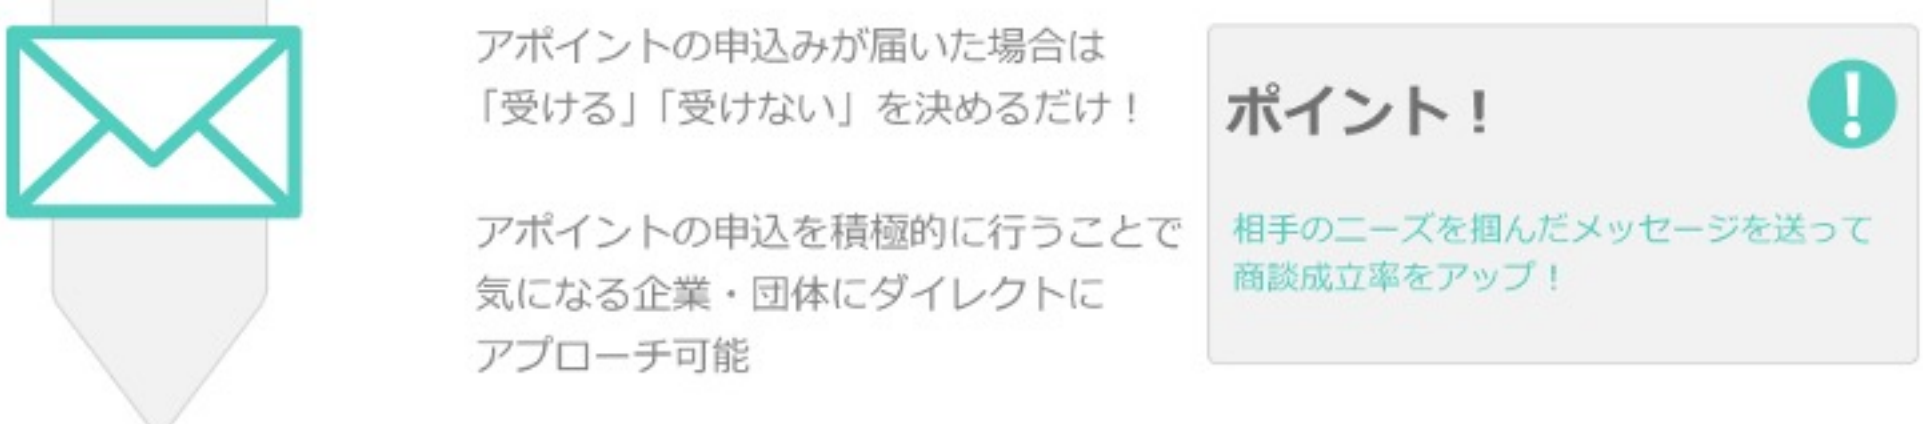 アポイントの申込みが届いた場合は
「受ける」「受けない」を決めるだけ！
アポイントの申込を積極的に行うことで
気になる企業・団体にダイレクトに
アプローチ可能
ポイント！
相手のニーズを掴んだメッセージを送って
商談成立率をアップ！